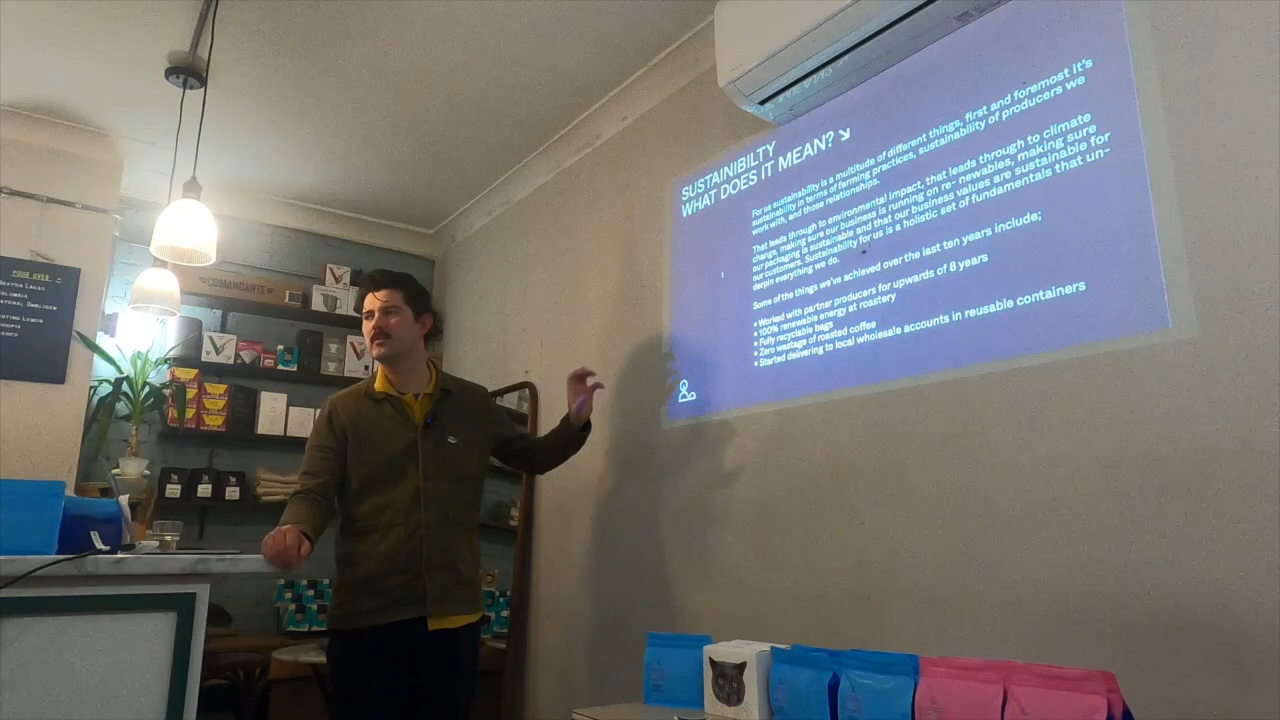 SUSTAINIBILTY
WHAT DOES IT MEAN? ↘
For us sustainability is a multitude of different things, first and foremost it's
sustainability in terms of farming practices, sustainability of producers we
work with, and those relationships.
That leads through to environmental impact, that leads through to climate
change, making sure our business is running on re- newables, making sure
our packaging is sustainable and that our business values are sustainable for
our customers. Sustainability for us is a holistic set of fundamentals that un-
derpin everything we do.
Some of the things we've achieved over the last ten years include;
• Worked with partner producers for upwards of 8 years
• 100% renewable energy at roastery
• Fully recyclable bags
• Zero wastage of roasted coffee
• Started delivering to local wholesale accounts in reusable containers
COMANDANTE
POUR OVER